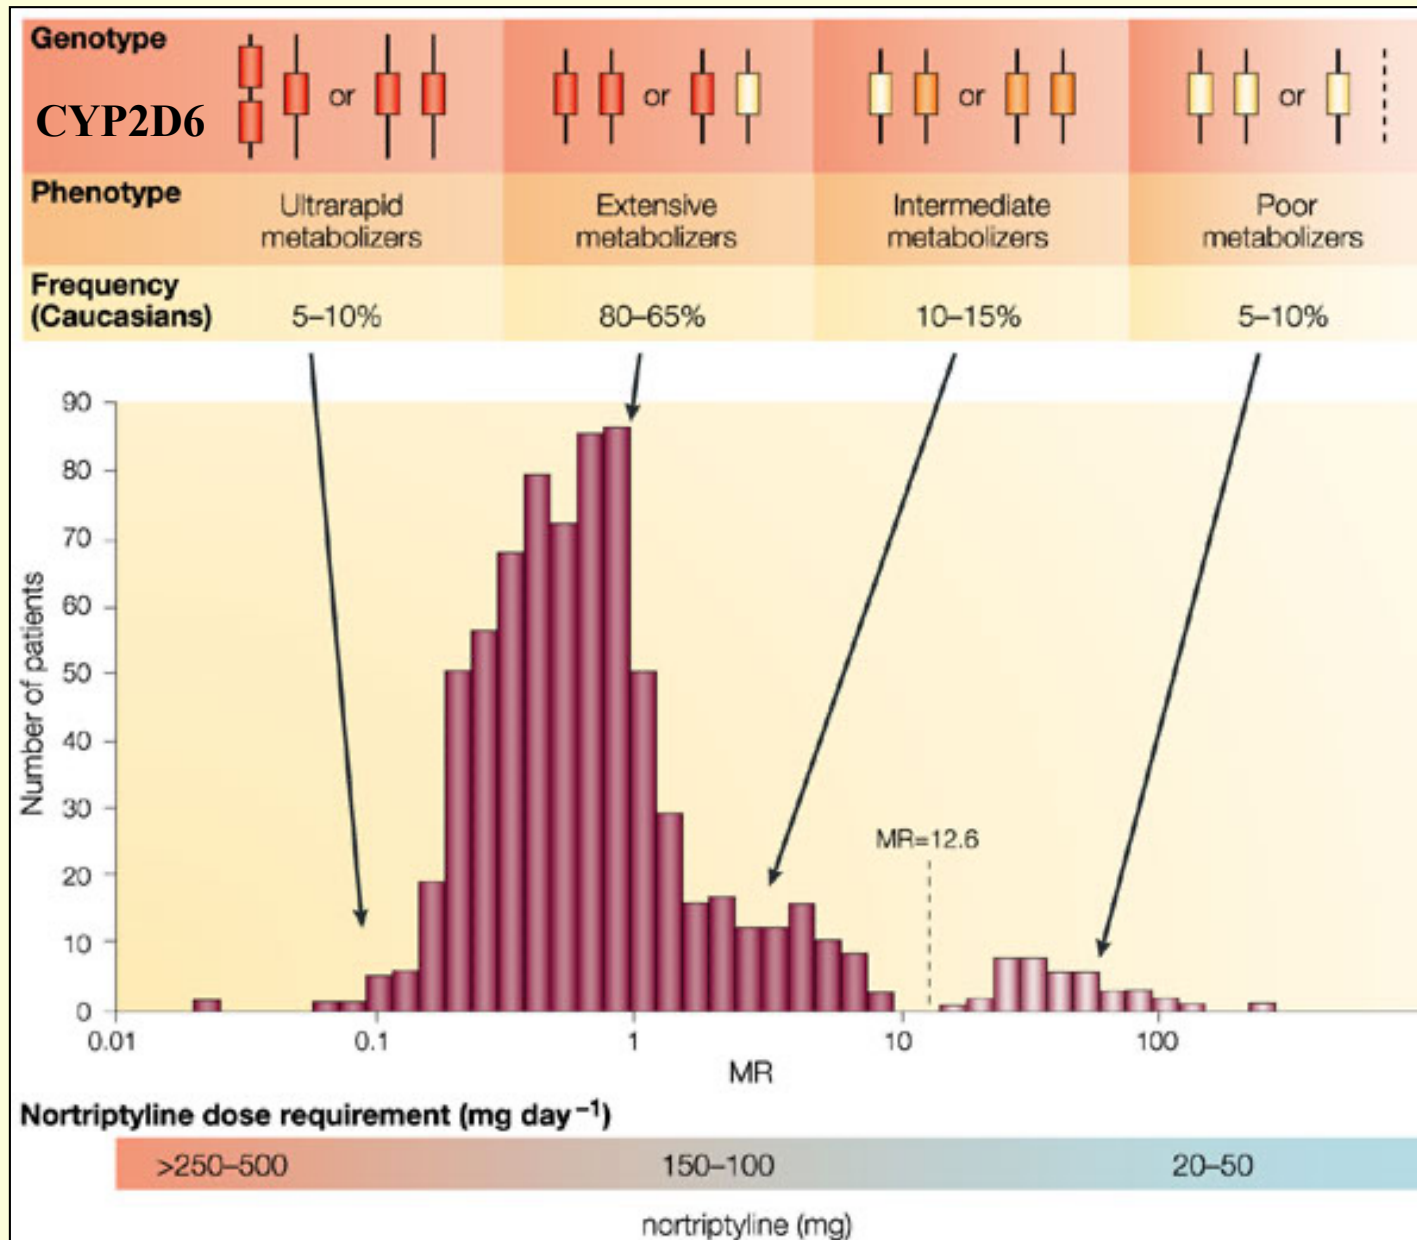 Genotype
CYP2D6
or
or
or
or
Phenotype
Ultrarapid
metabolizers
Extensive
metabolizers
Intermediate
metabolizers
Poor
metabolizers
Frequency
(Caucasians)
5–10%
80–65%
10–15%
5–10%
90
80
70
60
50
40
30
20
10
0
Number of patients
MR=12.6
0.01
0.1
1
10
100
MR
Nortriptyline dose requirement (mg day⁻¹)
>250–500
150–100
20–50
nortriptyline (mg)